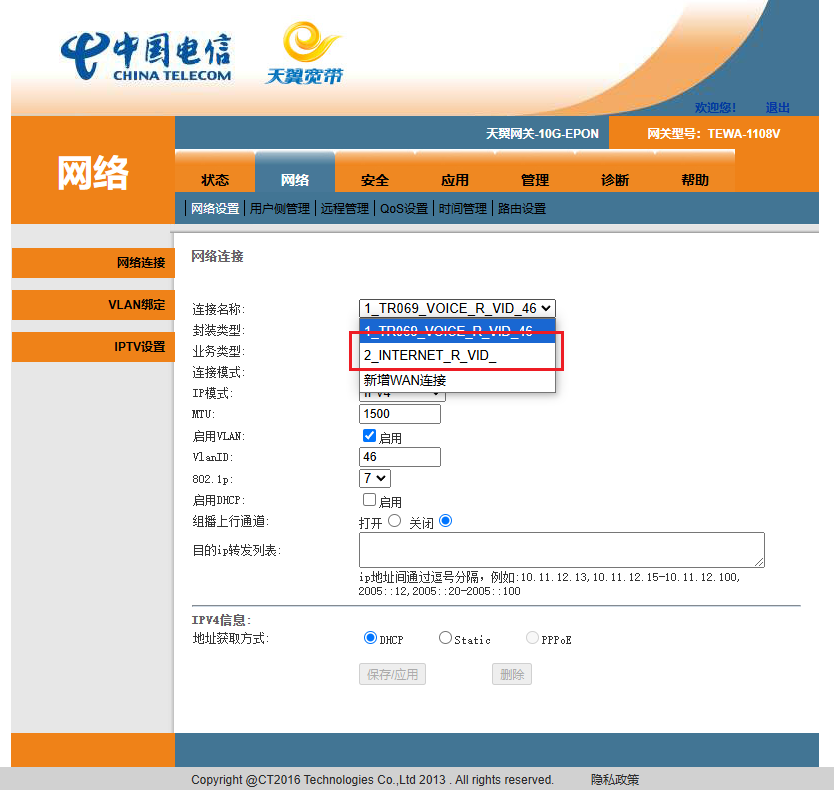 中国电信
CHINA TELECOM
天翼宽带
欢迎您! 退出
天翼网关-10G-EPON 网关型号: TEWA-1108V
网络
状态 网络 安全 应用 管理 诊断 帮助
网络设置 用户侧管理 远程管理 QoS设置 时间管理 路由设置
网络连接
VLAN绑定
IPTV设置
网络连接
连接名称: 1_TR069_VOICE_R_VID_46
封装类型: 1_TR069_VOICE_R_VID_46
业务类型: 2_INTERNET_R_VID_
连接模式: 新增WAN连接
IP模式: IPV4
MTU: 1500
启用VLAN: 启用
VlanID: 46
802.1p: 7
启用DHCP: 启用
组播上行通道: 打开 关闭
目的ip转发列表:
ip地址间通过逗号分隔，例如:10.11.12.13,10.11.12.15-10.11.12.100,
2005::12,2005::20-2005::100
IPV4信息:
地址获取方式: DHCP Static PPPoE
保存/应用 删除
Copyright @CT2016 Technologies Co.,Ltd 2013 . All rights reserved. 隐私政策